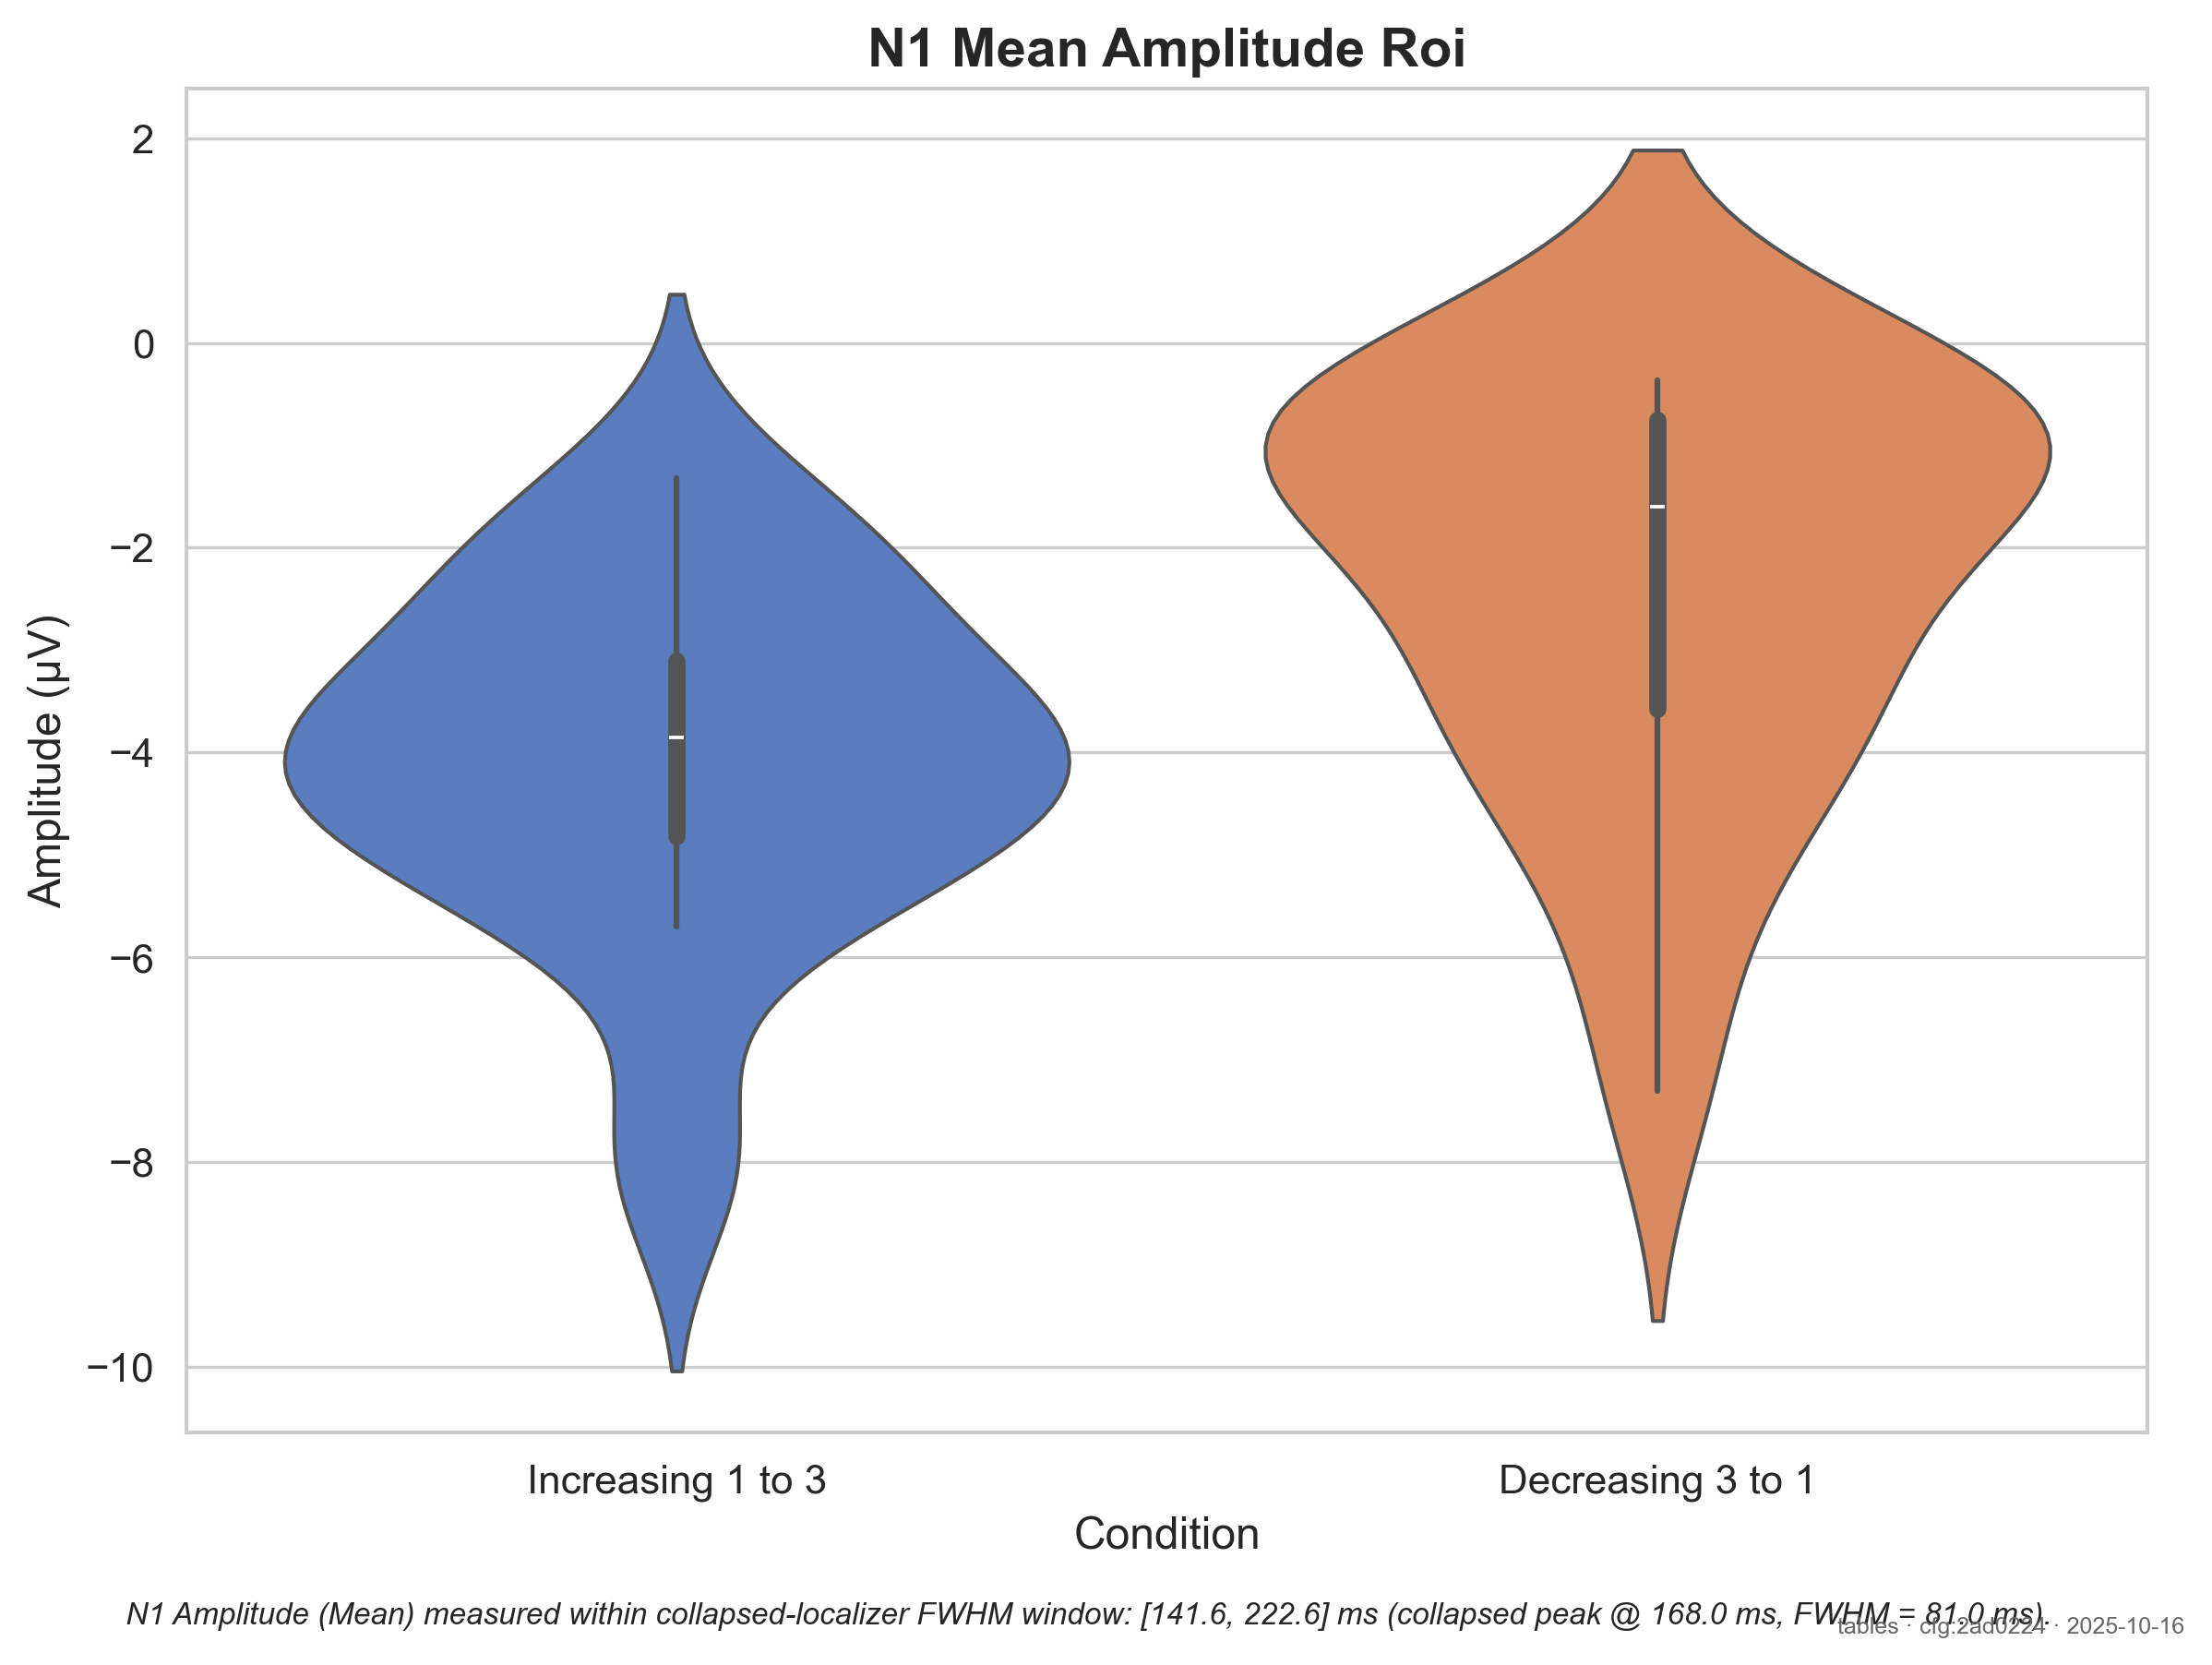 N1 Mean Amplitude Roi
Amplitude (µV)
2
0
−2
−4
−6
−8
−10
Increasing 1 to 3
Decreasing 3 to 1
Condition
N1 Amplitude (Mean) measured within collapsed-localizer FWHM window: [141.6, 222.6] ms (collapsed peak @ 168.0 ms, FWHM = 81.0 ms).
tables · cfg:2ad0224 · 2025-10-16